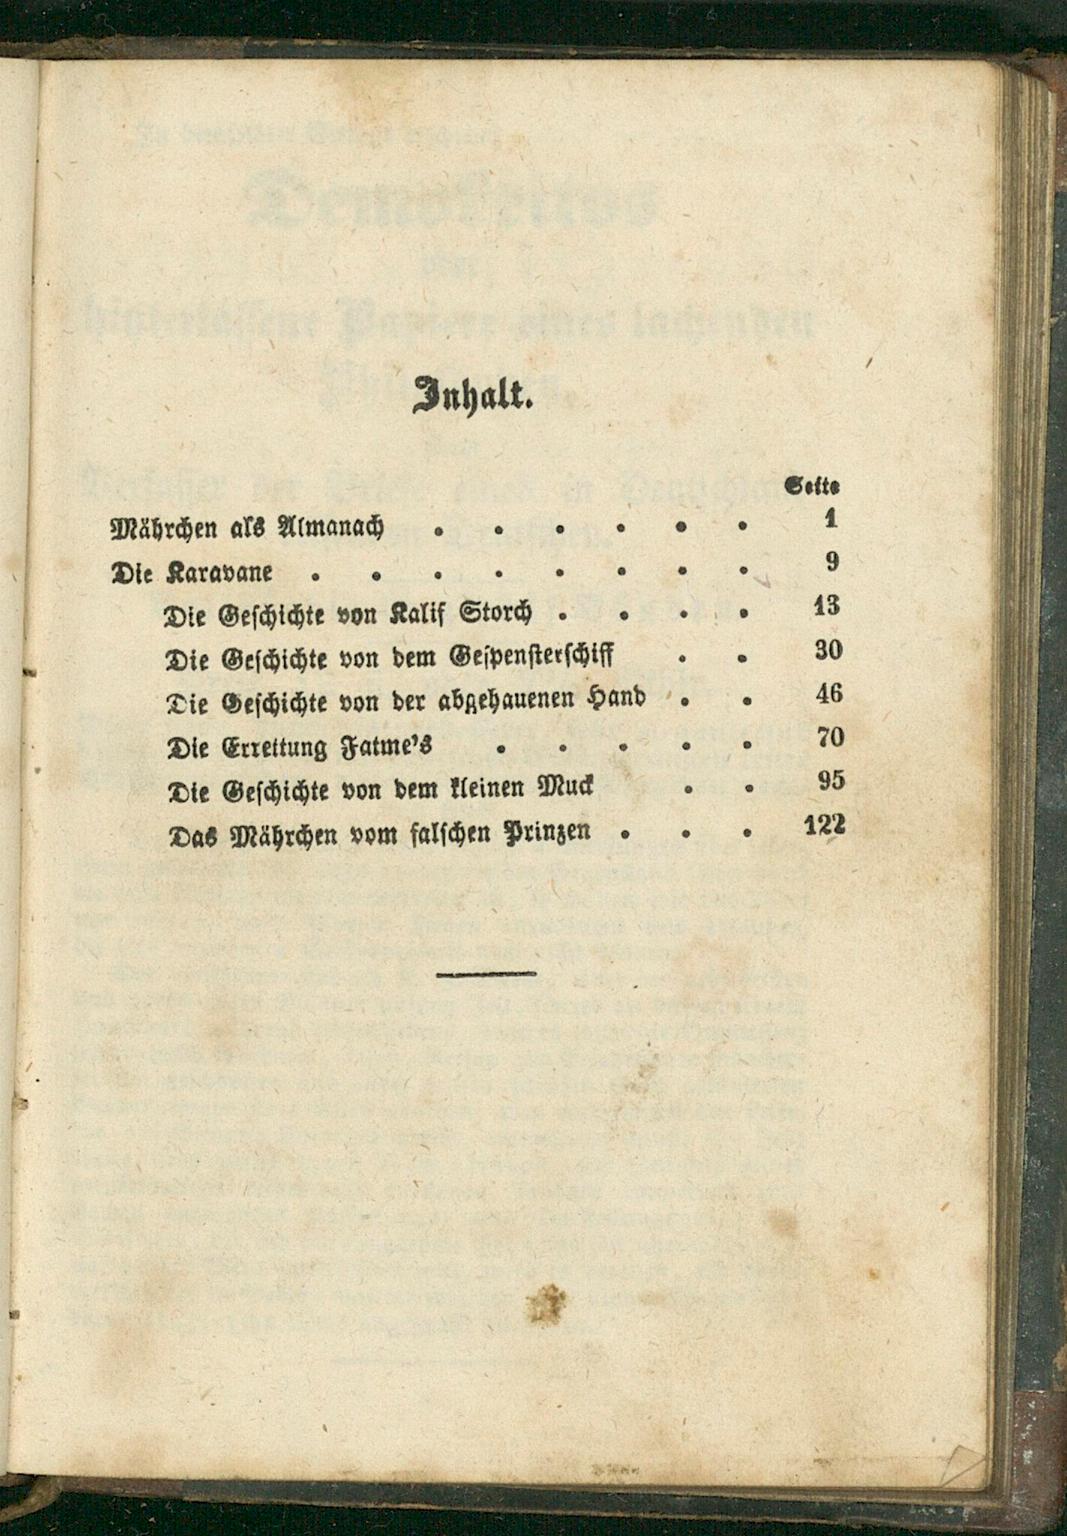 Inhalt.
Seite
Mährchen als Almanach . . . . . . 1
Die Karavane . . . . . . . . 9
Die Geschichte von Kalif Storch . . . . 13
Die Geschichte von dem Gespensterschiff . . 30
Die Geschichte von der abgehauenen Hand . . 46
Die Errettung Fatme's . . . . . 70
Die Geschichte von dem kleinen Muck . . 95
Das Mährchen vom falschen Prinzen . . . 122